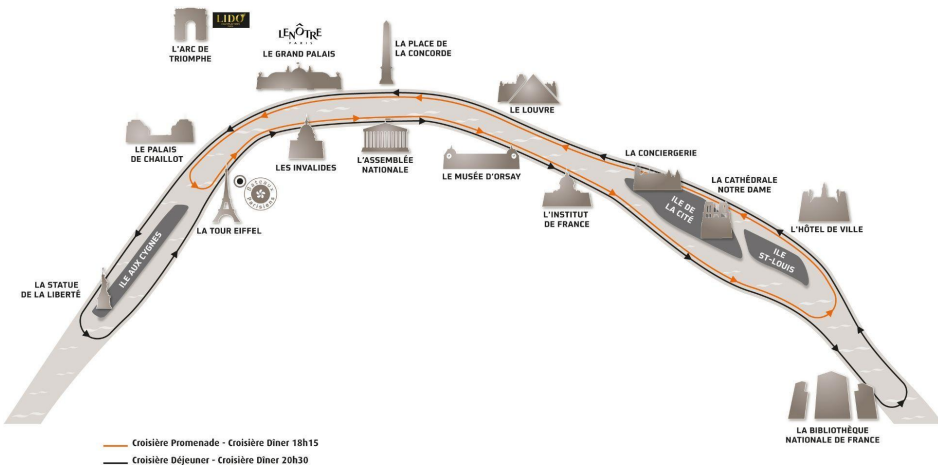 LIDO
L'ARC DE
TRIOMPHE
LENÔTRE
PARIS
LE GRAND PALAIS
LA PLACE DE
LA CONCORDE
LE LOUVRE
LE PALAIS
DE CHAILLOT
LES INVALIDES
L'ASSEMBLÉE
NATIONALE
LE MUSÉE D'ORSAY
LA CONCIERGERIE
LA CATHÉDRALE
NOTRE DAME
L'INSTITUT
DE FRANCE
ILE DE
LA CITÉ
L'HÔTEL DE VILLE
Bateaux
Parisiens
LA TOUR EIFFEL
ILE
ST-LOUIS
ILE AUX CYGNES
LA STATUE
DE LA LIBERTÉ
LA BIBLIOTHÈQUE
NATIONALE DE FRANCE
Croisière Promenade - Croisière Dîner 18h15
Croisière Déjeuner - Croisière Dîner 20h30